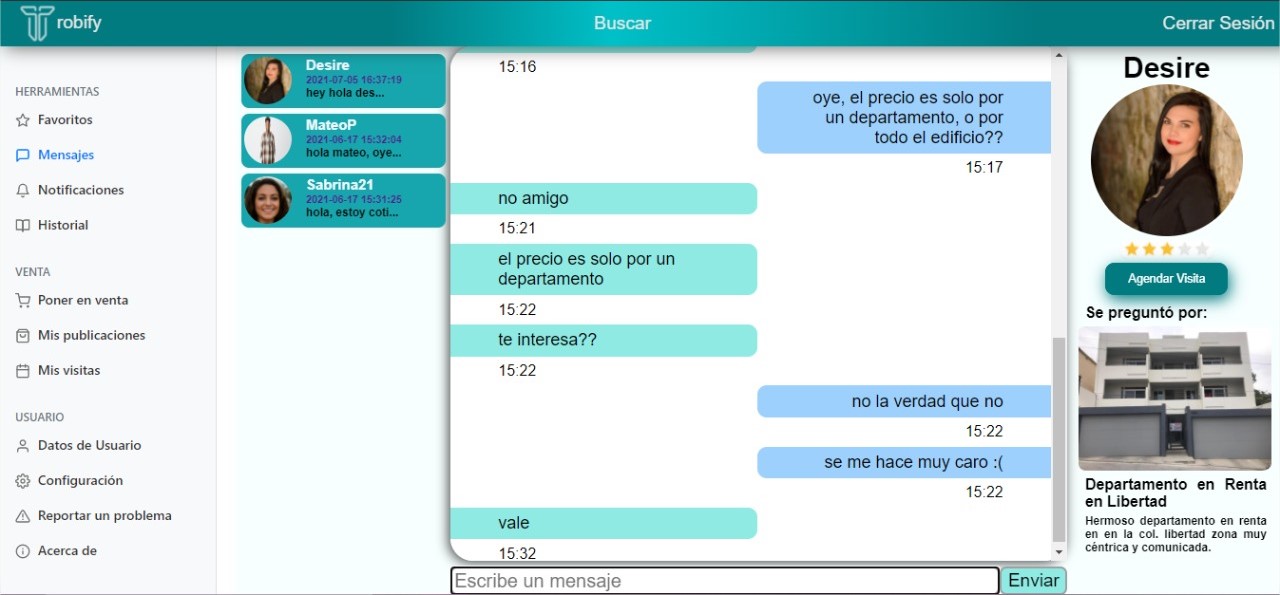 robify
Buscar
Cerrar Sesión
HERRAMIENTAS
Favoritos
Mensajes
Notificaciones
Historial
VENTA
Poner en venta
Mis publicaciones
Mis visitas
USUARIO
Datos de Usuario
Configuración
Reportar un problema
Acerca de
Desire
2021-07-05 16:37:19
hey hola des...
MateoP
2021-06-17 15:32:04
hola mateo, oye...
Sabrina21
2021-06-17 15:31:25
hola, estoy coti...
15:16
oye, el precio es solo por
un departamento, o por
todo el edificio??
15:17
no amigo
15:21
el precio es solo por un
departamento
15:22
te interesa??
15:22
no la verdad que no
15:22
se me hace muy caro :(
15:22
vale
15:32
Escribe un mensaje
Enviar
Desire
Agendar Visita
Se preguntó por:
Departamento en Renta
en Libertad
Hermoso departamento en renta
en en la col. libertad zona muy
céntrica y comunicada.